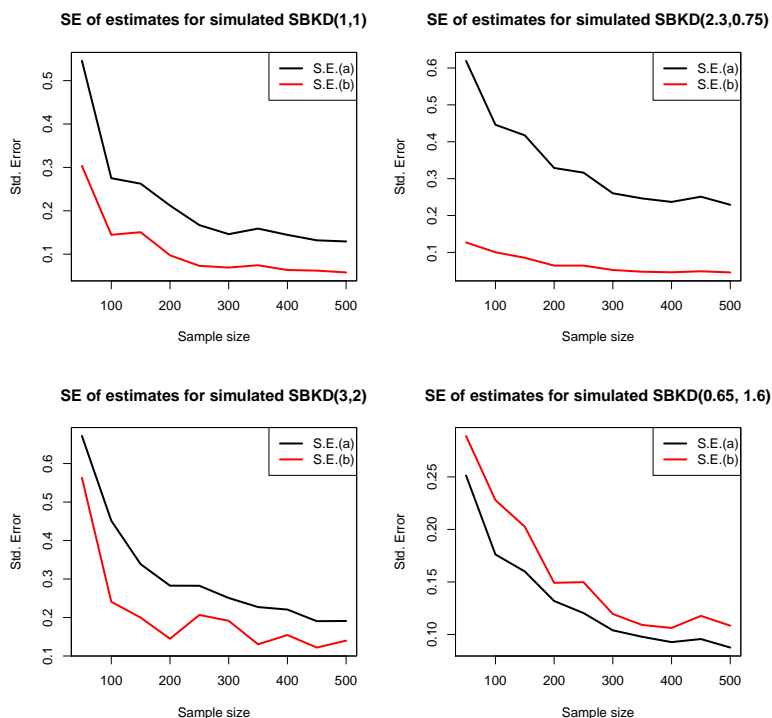 SE of estimates for simulated SBKD(1,1)
S.E.(a)
S.E.(b)
Std. Error
0.5
0.4
0.3
0.2
0.1
100 200 300 400 500
Sample size
SE of estimates for simulated SBKD(2.3,0.75)
S.E.(a)
S.E.(b)
Std. Error
0.6
0.5
0.4
0.3
0.2
0.1
100 200 300 400 500
Sample size
SE of estimates for simulated SBKD(3,2)
S.E.(a)
S.E.(b)
Std. Error
0.6
0.5
0.4
0.3
0.2
0.1
100 200 300 400 500
Sample size
SE of estimates for simulated SBKD(0.65, 1.6)
S.E.(a)
S.E.(b)
Std. Error
0.25
0.20
0.15
0.10
100 200 300 400 500
Sample size